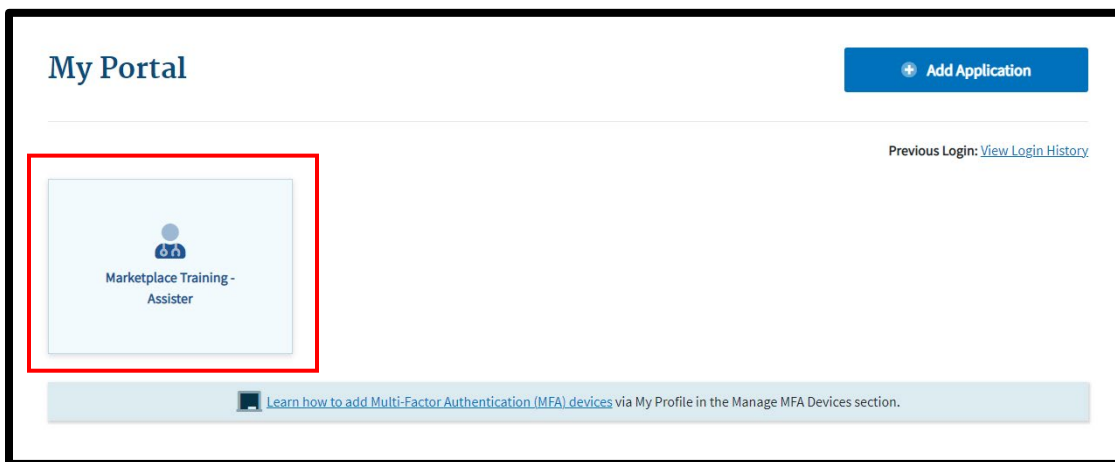 My Portal
Add Application
Previous Login: View Login History
Marketplace Training -
Assister
Learn how to add Multi-Factor Authentication (MFA) devices via My Profile in the Manage MFA Devices section.